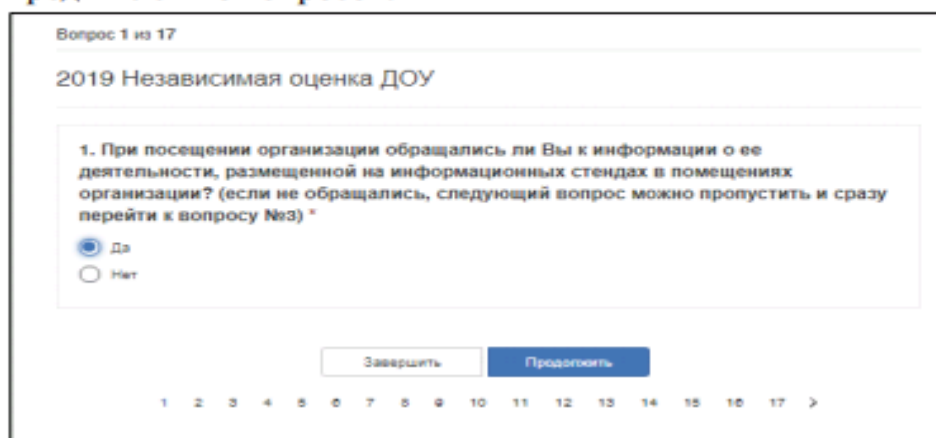 Вопрос 1 из 17
2019 Независимая оценка ДОУ
1. При посещении организации обращались ли Вы к информации о ее
деятельности, размещенной на информационных стендах в помещениях
организации? (если не обращались, следующий вопрос можно пропустить и сразу
перейти к вопросу №3) *
Да
Нет
Завершить Продолжить
1 2 3 4 5 6 7 8 9 10 11 12 13 14 15 16 17 >